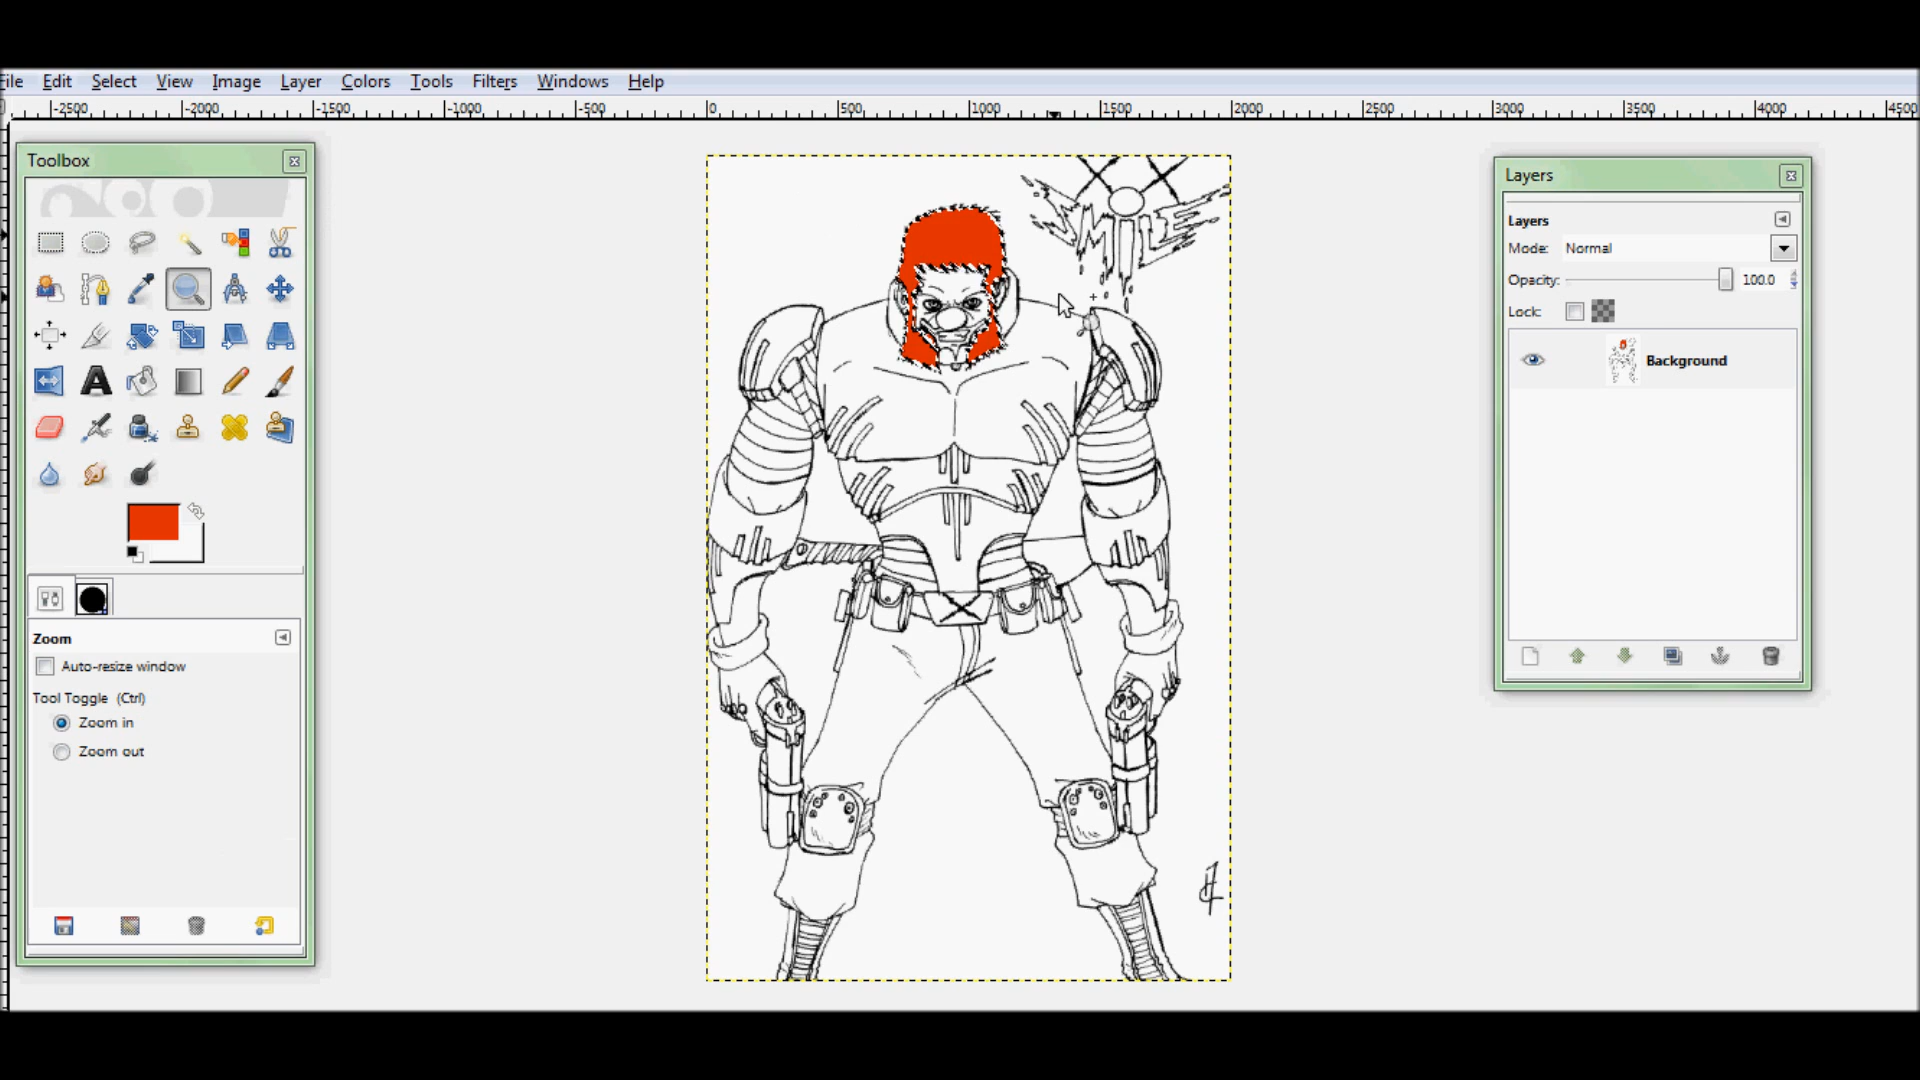 File Edit Select View Image Layer Colors Tools Filters Windows Help
-2500 -2000 -1500 -1000 -500 0 500 1000 1500 2000 2500 3000 3500 4000 4500
Toolbox
Zoom
Auto-resize window
Tool Toggle (Ctrl)
Zoom in
Zoom out
Layers
Layers
Mode: Normal
Opacity: 100.0
Lock:
Background